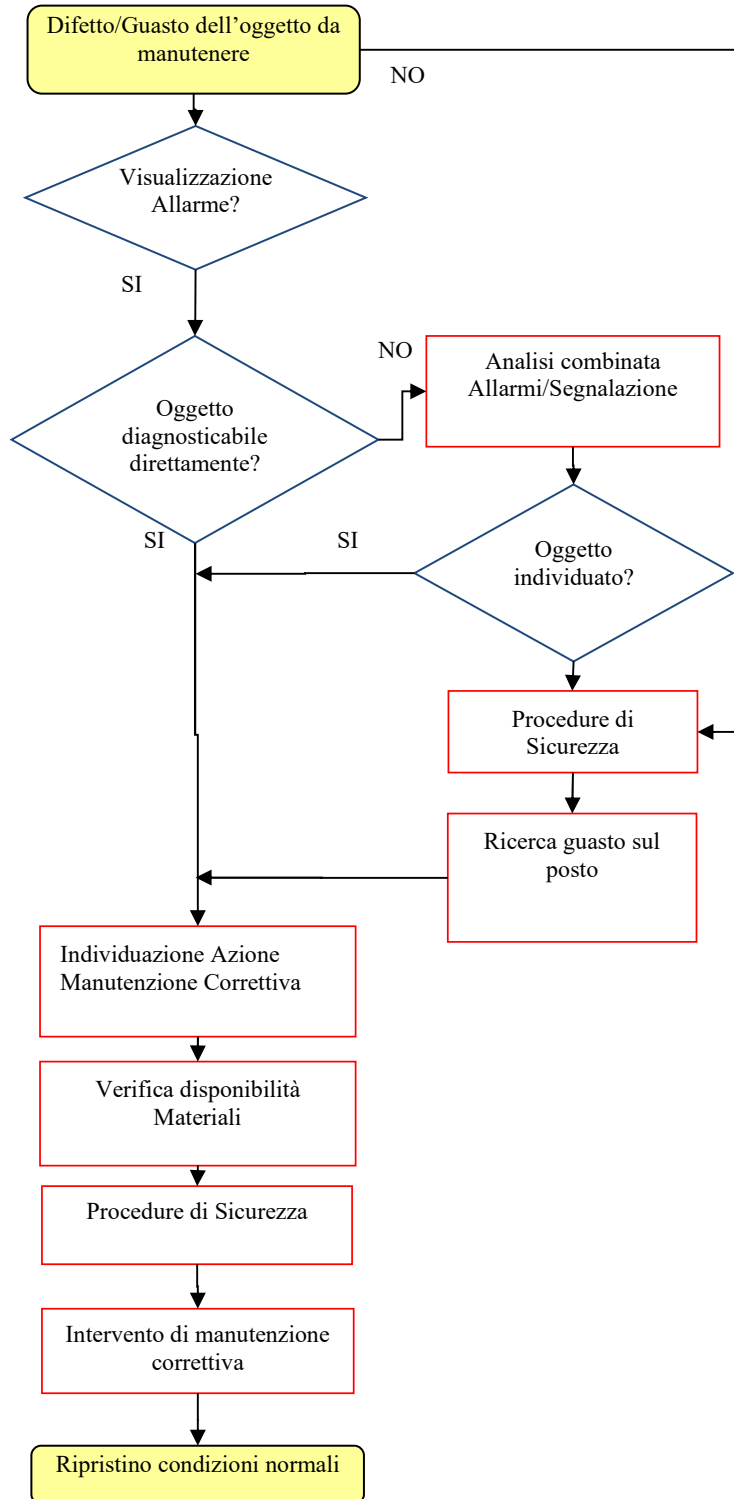 Difetto/Guasto dell’oggetto da
manutenere
NO
Visualizzazione
Allarme?
SI
NO
Analisi combinata
Allarmi/Segnalazione
Oggetto
diagnosticabile
direttamente?
SI
SI
Oggetto
individuato?
Procedure di
Sicurezza
Ricerca guasto sul
posto
Individuazione Azione
Manutenzione Correttiva
Verifica disponibilità
Materiali
Procedure di Sicurezza
Intervento di manutenzione
correttiva
Ripristino condizioni normali